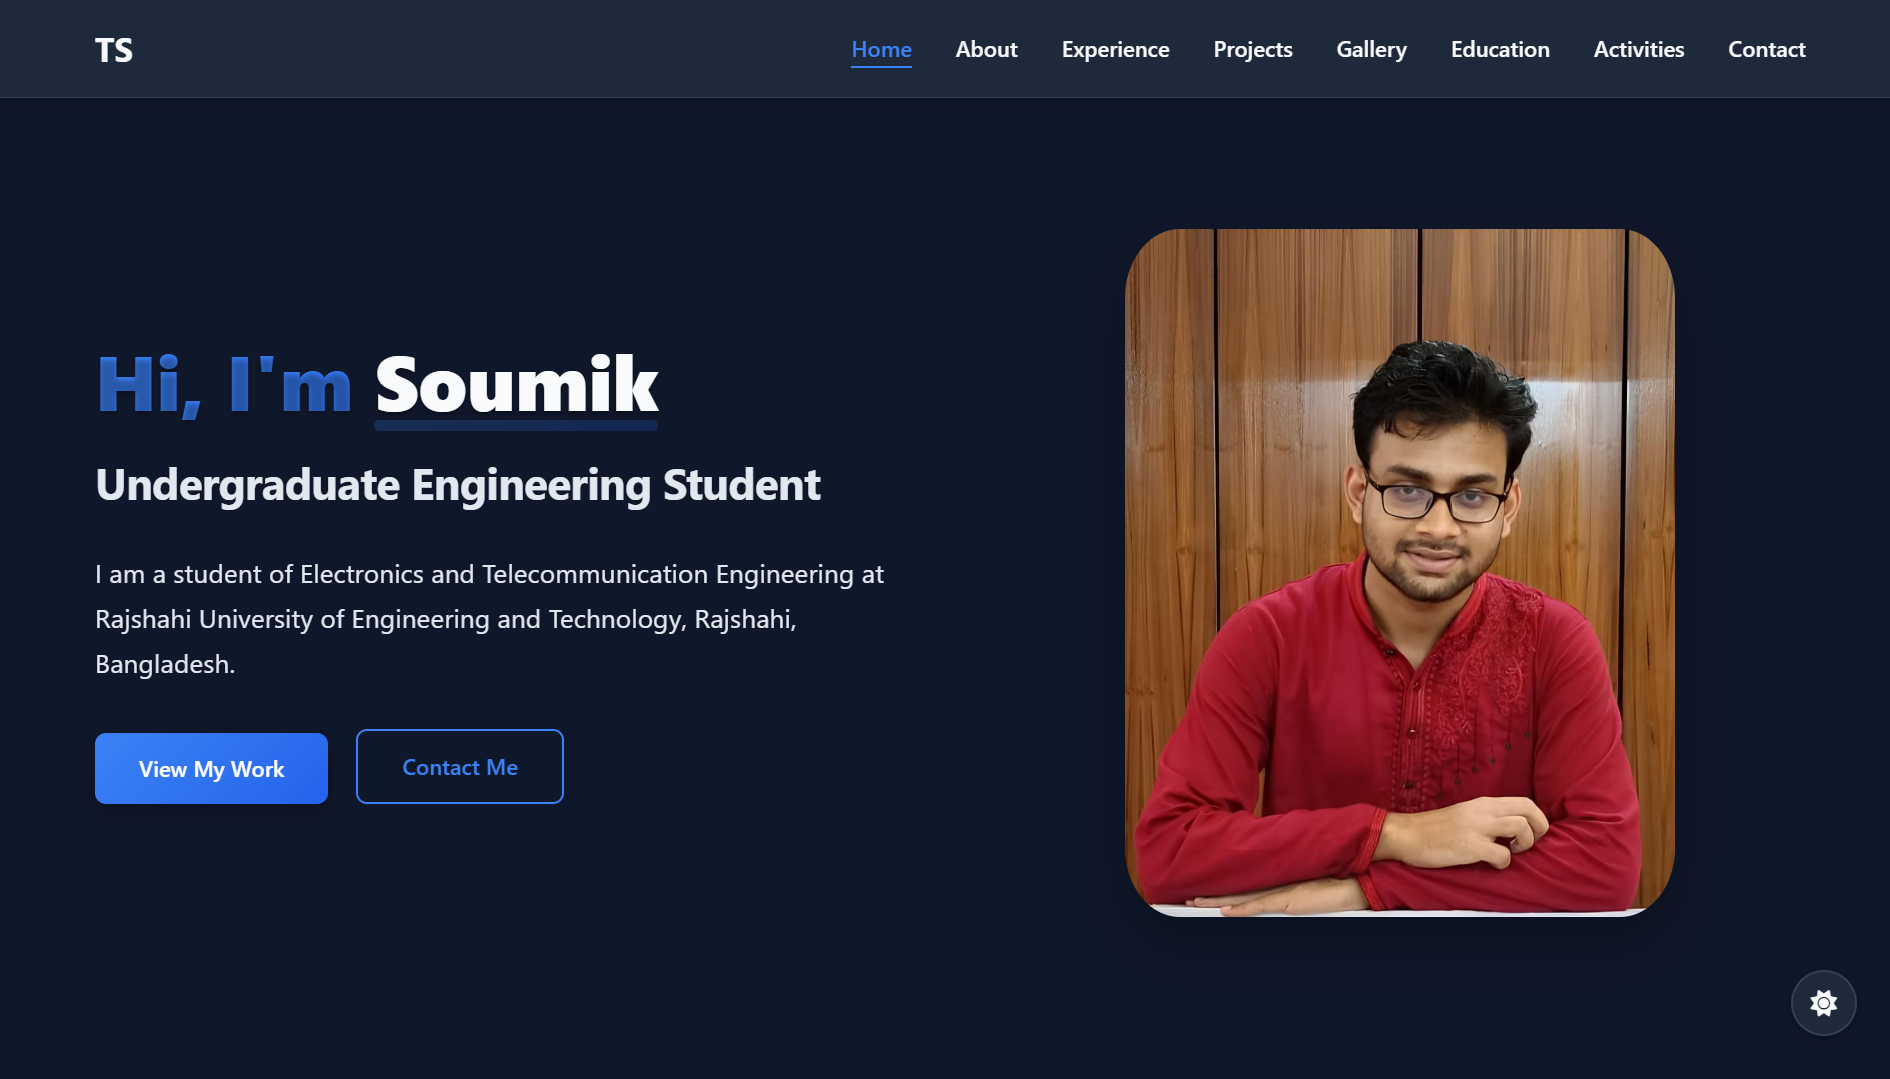 TS
Home About Experience Projects Gallery Education Activities Contact
Hi, I'm Soumik
Undergraduate Engineering Student
I am a student of Electronics and Telecommunication Engineering at
Rajshahi University of Engineering and Technology, Rajshahi,
Bangladesh.
View My Work
Contact Me